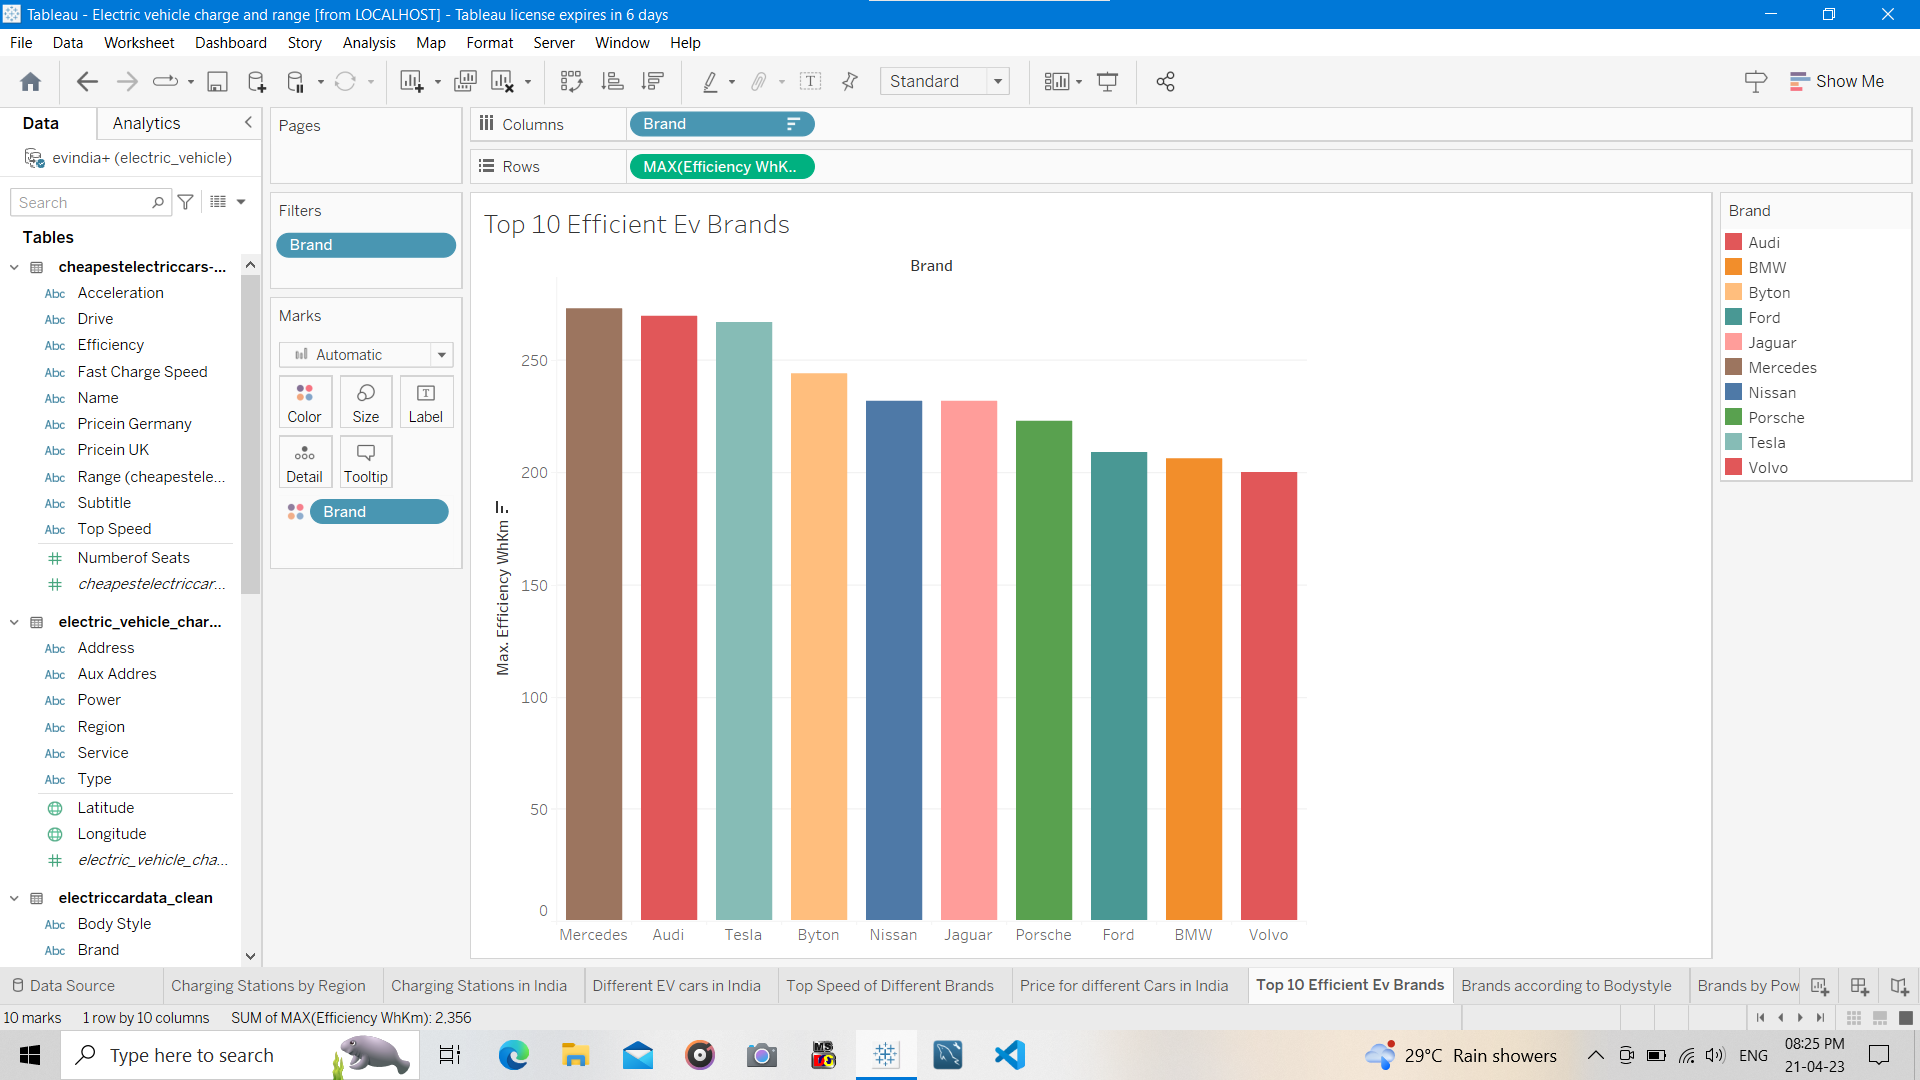 Tableau - Electric vehicle charge and range [from LOCALHOST] - Tableau license expires in 6 days
File Data Worksheet Dashboard Story Analysis Map Format Server Window Help
Standard
Show Me
Data Analytics
evindia+ (electric_vehicle)
Search
Tables
cheapestelectriccars-...
Abc Acceleration
Abc Drive
Abc Efficiency
Abc Fast Charge Speed
Abc Name
Abc Pricein Germany
Abc Pricein UK
Abc Range (cheapestele...
Abc Subtitle
Abc Top Speed
Numberof Seats
cheapestelectriccar...
electric_vehicle_char...
Abc Address
Abc Aux Addres
Abc Power
Abc Region
Abc Service
Abc Type
Latitude
Longitude
electric_vehicle_cha...
electriccardata_clean
Abc Body Style
Abc Brand
Pages
Filters
Brand
Marks
Automatic
Color Size Label
Detail Tooltip
Brand
Columns Brand
Rows MAX(Efficiency WhK..
Top 10 Efficient Ev Brands
Brand
Max. Efficiency WhKm
250
200
150
100
50
0
Mercedes Audi Tesla Byton Nissan Jaguar Porsche Ford BMW Volvo
Brand
Audi
BMW
Byton
Ford
Jaguar
Mercedes
Nissan
Porsche
Tesla
Volvo
Data Source Charging Stations by Region Charging Stations in India Different EV cars in India Top Speed of Different Brands Price for different Cars in India Top 10 Efficient Ev Brands Brands according to Bodystyle Brands by Pow
10 marks 1 row by 10 columns SUM of MAX(Efficiency WhKm): 2,356
Type here to search
29°C Rain showers
ENG
08:25 PM
21-04-23